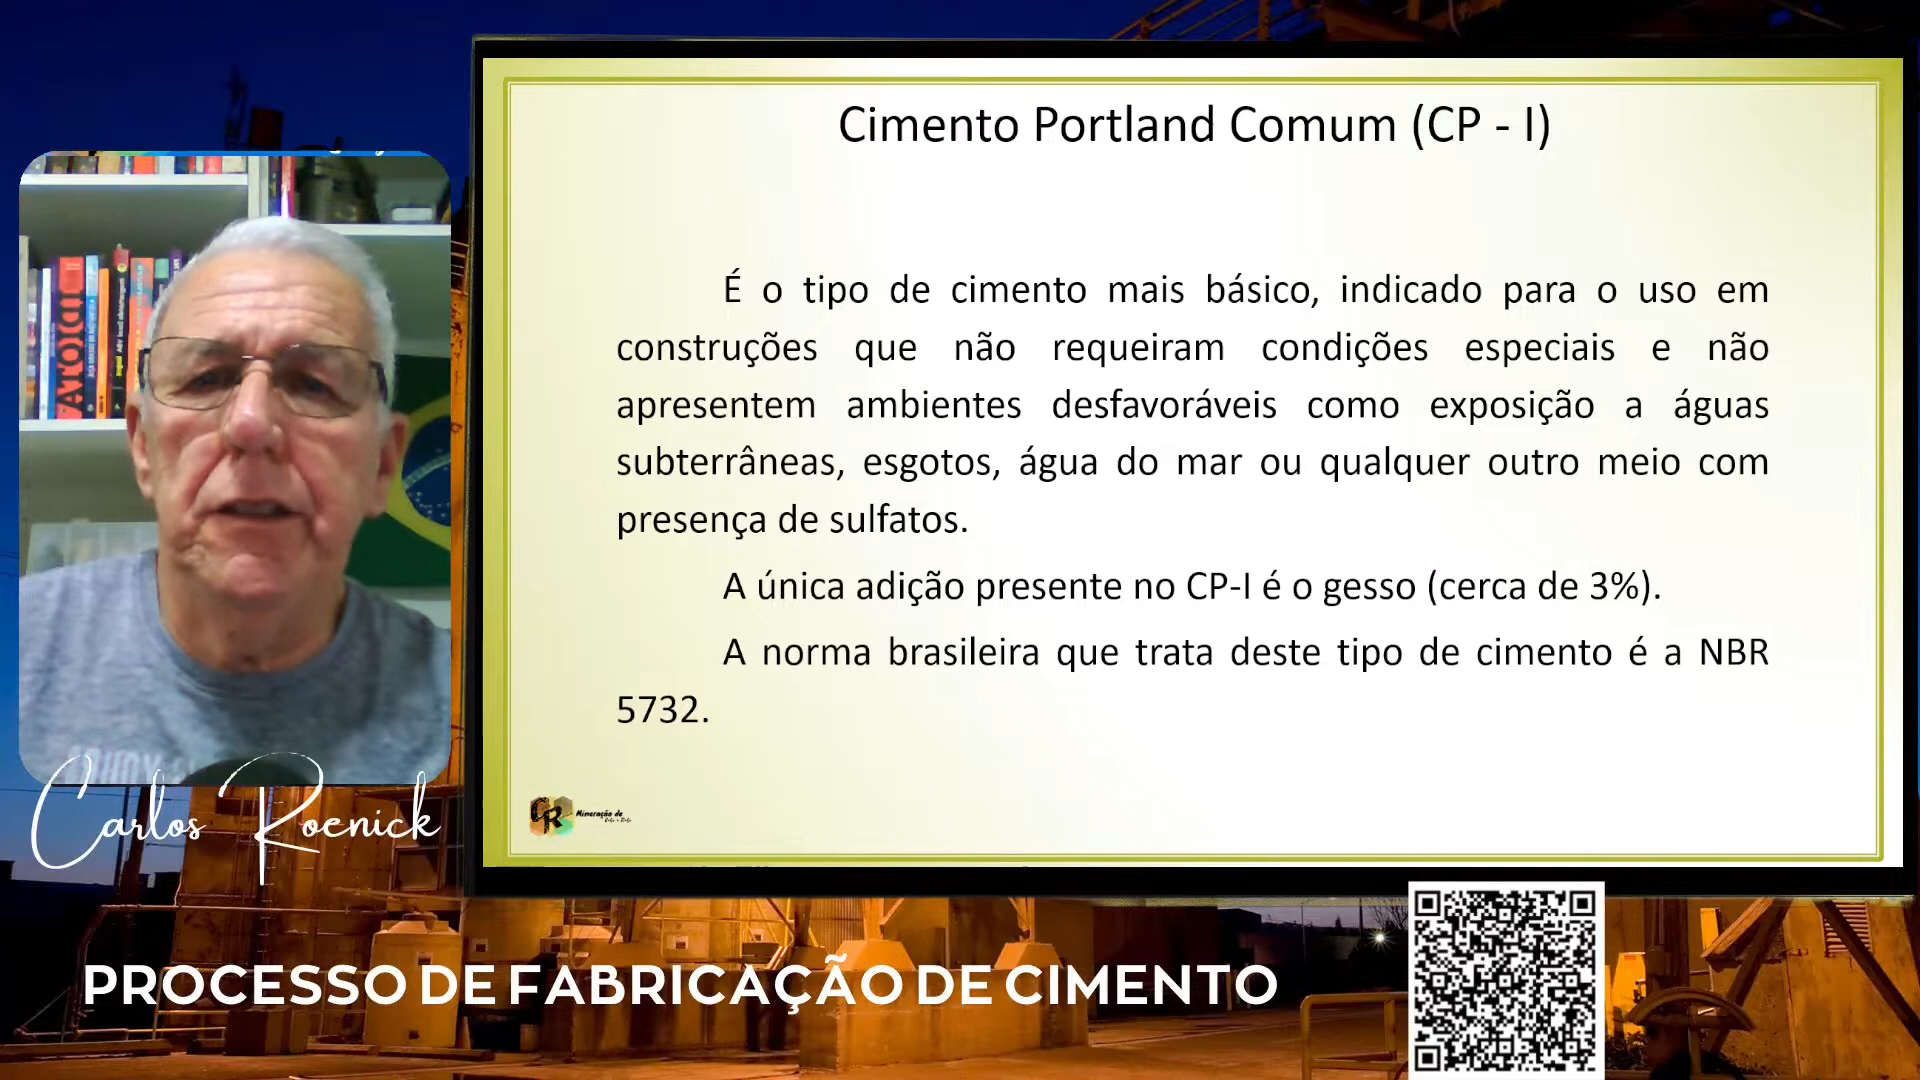 Cimento Portland Comum (CP - I)
É o tipo de cimento mais básico, indicado para o uso em
construções que não requeiram condições especiais e não
apresentem ambientes desfavoráveis como exposição a águas
subterrâneas, esgotos, água do mar ou qualquer outro meio com
presença de sulfatos.
A única adição presente no CP-I é o gesso (cerca de 3%).
A norma brasileira que trata deste tipo de cimento é a NBR
5732.
CR
Mineração de
Carlos Roenick
PROCESSO DE FABRICAÇÃO DE CIMENTO